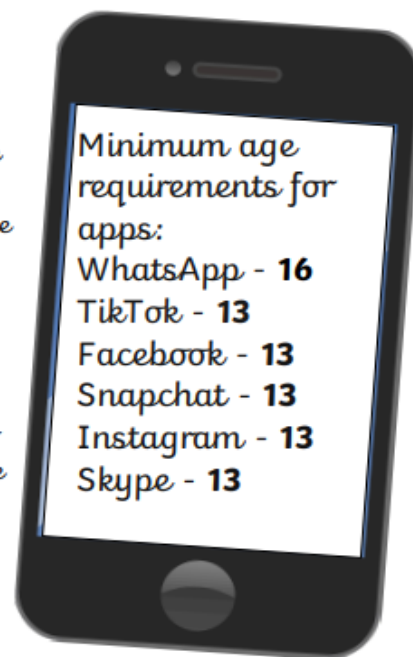 Minimum age
requirements for
apps:
WhatsApp - 16
TikTok - 13
Facebook - 13
Snapchat - 13
Instagram - 13
Skype - 13